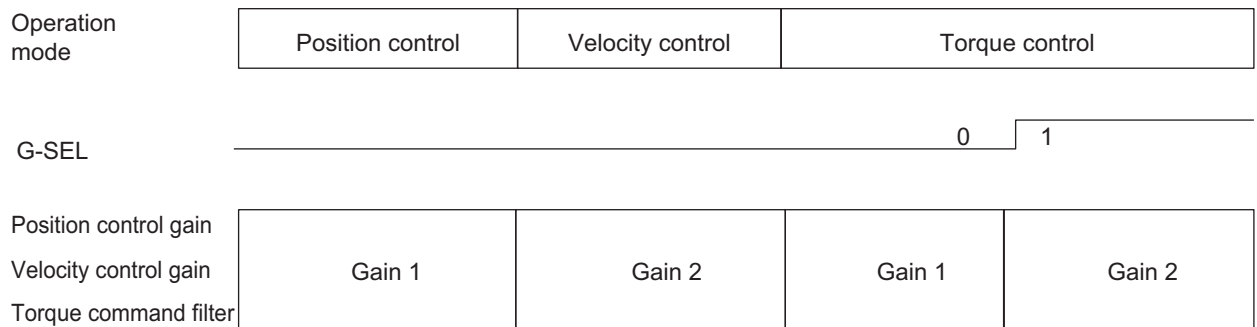 Operation
mode
Position control
Velocity control
Torque control
G-SEL
0
1
Position control gain
Velocity control gain
Torque command filter
Gain 1
Gain 2
Gain 1
Gain 2